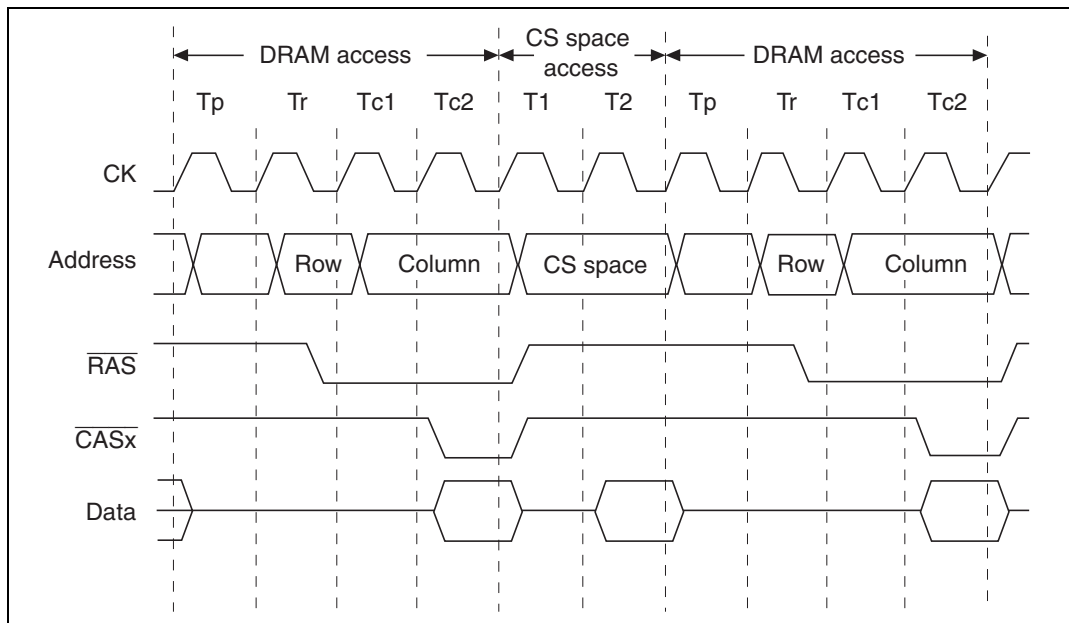 DRAM access CS space access DRAM access
Tp Tr Tc1 Tc2 T1 T2 Tp Tr Tc1 Tc2
CK
Address Row Column CS space Row Column
RAS
CASx
Data